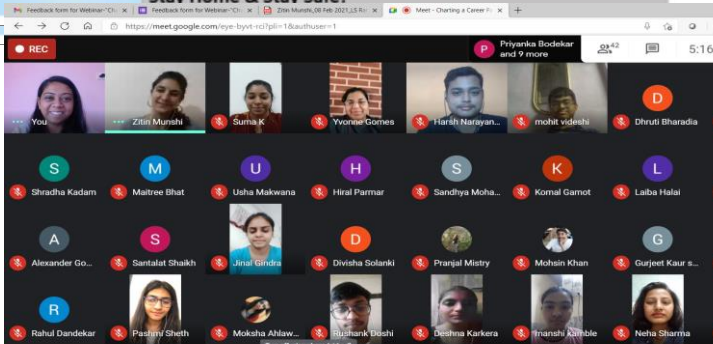 Stay Home & Stay Safe!
Feedback form for Webinar-"Ch
Feedback form for Webinar-"Ch
Zitin Munshi_08 Feb 2021_LS
Meet - Charting a Career P
https://meet.google.com/eye-byvt-rci?pli=1&authuser=1
REC
P
Priyanka Bodekar
and 9 more
42
5:16
You
Zitin Munshi
Suma K
Yvonne Gomes
Harsh Narayan...
mohit videshi
D
Dhruti Bharadia
S
Shradha Kadam
M
Maitree Bhat
U
Usha Makwana
H
Hiral Parmar
S
Sandhya Moha...
K
Komal Gamot
L
Laiba Halai
A
Alexander Go...
S
Santalat Shaikh
Jinal Gindra
D
Divisha Solanki
Pranjal Mistry
Mohsin Khan
G
Gurjeet Kaur s...
R
Rahul Dandekar
Pashmi Sheth
Moksha Ahlaw...
Rushank Doshi
Deshna Karkera
inanshi kamble
Neha Sharma